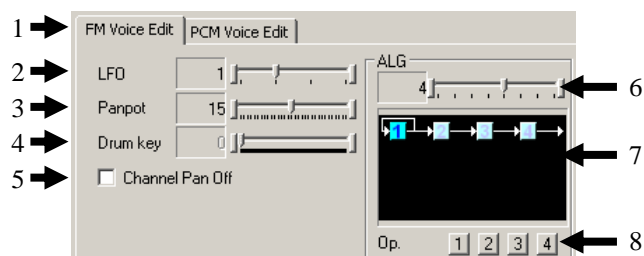 1 FM Voice Edit PCM Voice Edit
2 LFO 1
ALG
3 Panpot 15
4 6
4 Drum key 0
5 Channel Pan Off
1 2 3 4
7
Op. 1 2 3 4 8